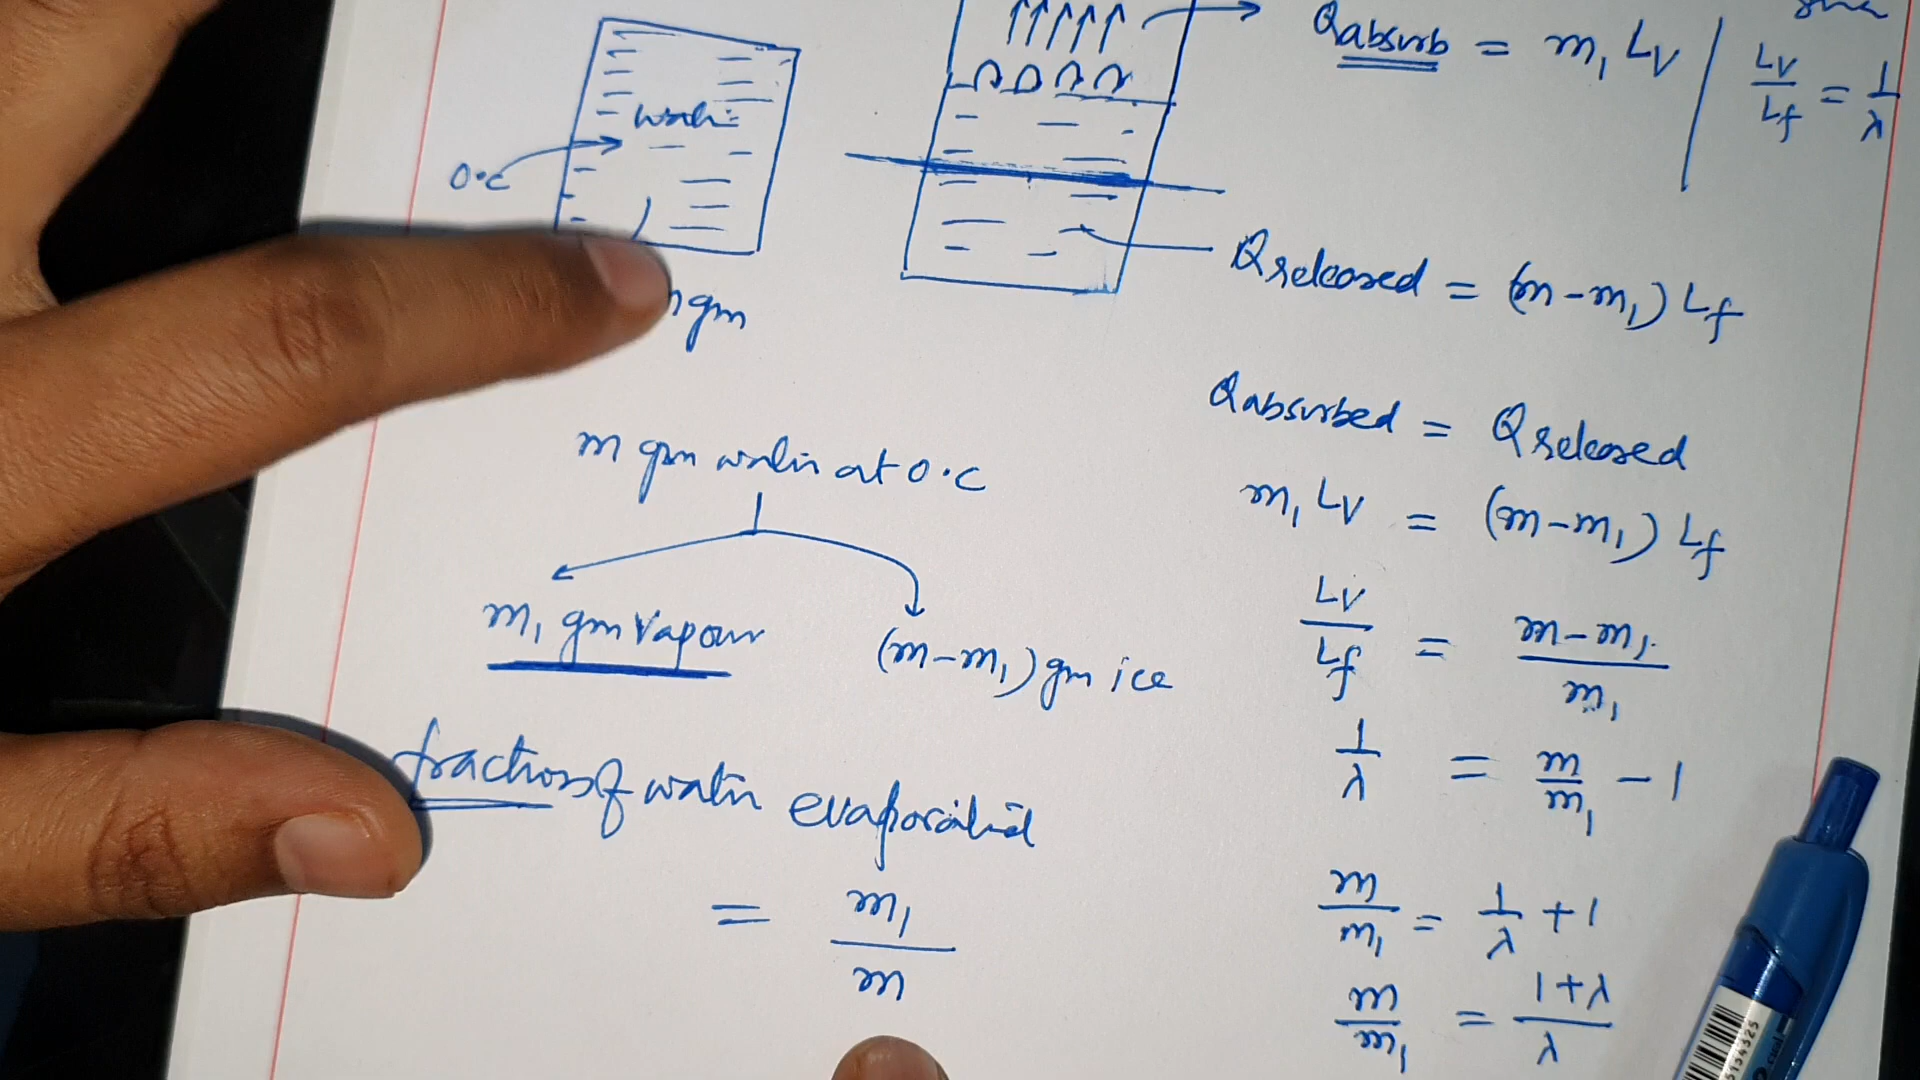 Qabsorb = m₁ Lv
Lv/Lf = 1/λ
water
0°C
gm
Qreleased = (m-m₁) Lf
Qabsorbed = Qreleased
m₁ Lv = (m-m₁) Lf
Lv/Lf = m-m₁/m₁
1/λ = m/m₁ - 1
m/m₁ = 1/λ + 1
m/m₁ = 1+λ/λ
m gm water at 0°C
m₁ gm vapour
(m-m₁) gm ice
fraction of water evaporated
= m₁/m